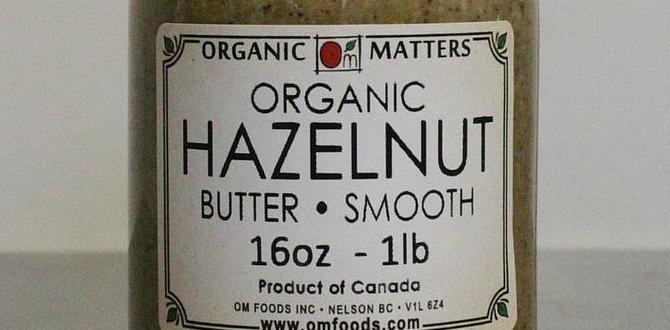 ORGANIC Om MATTERS
ORGANIC
HAZELNUT
BUTTER • SMOOTH
16oz - 1lb
Product of Canada
OM FOODS INC • NELSON BC • V1L 6Z4
www.omfoods.com